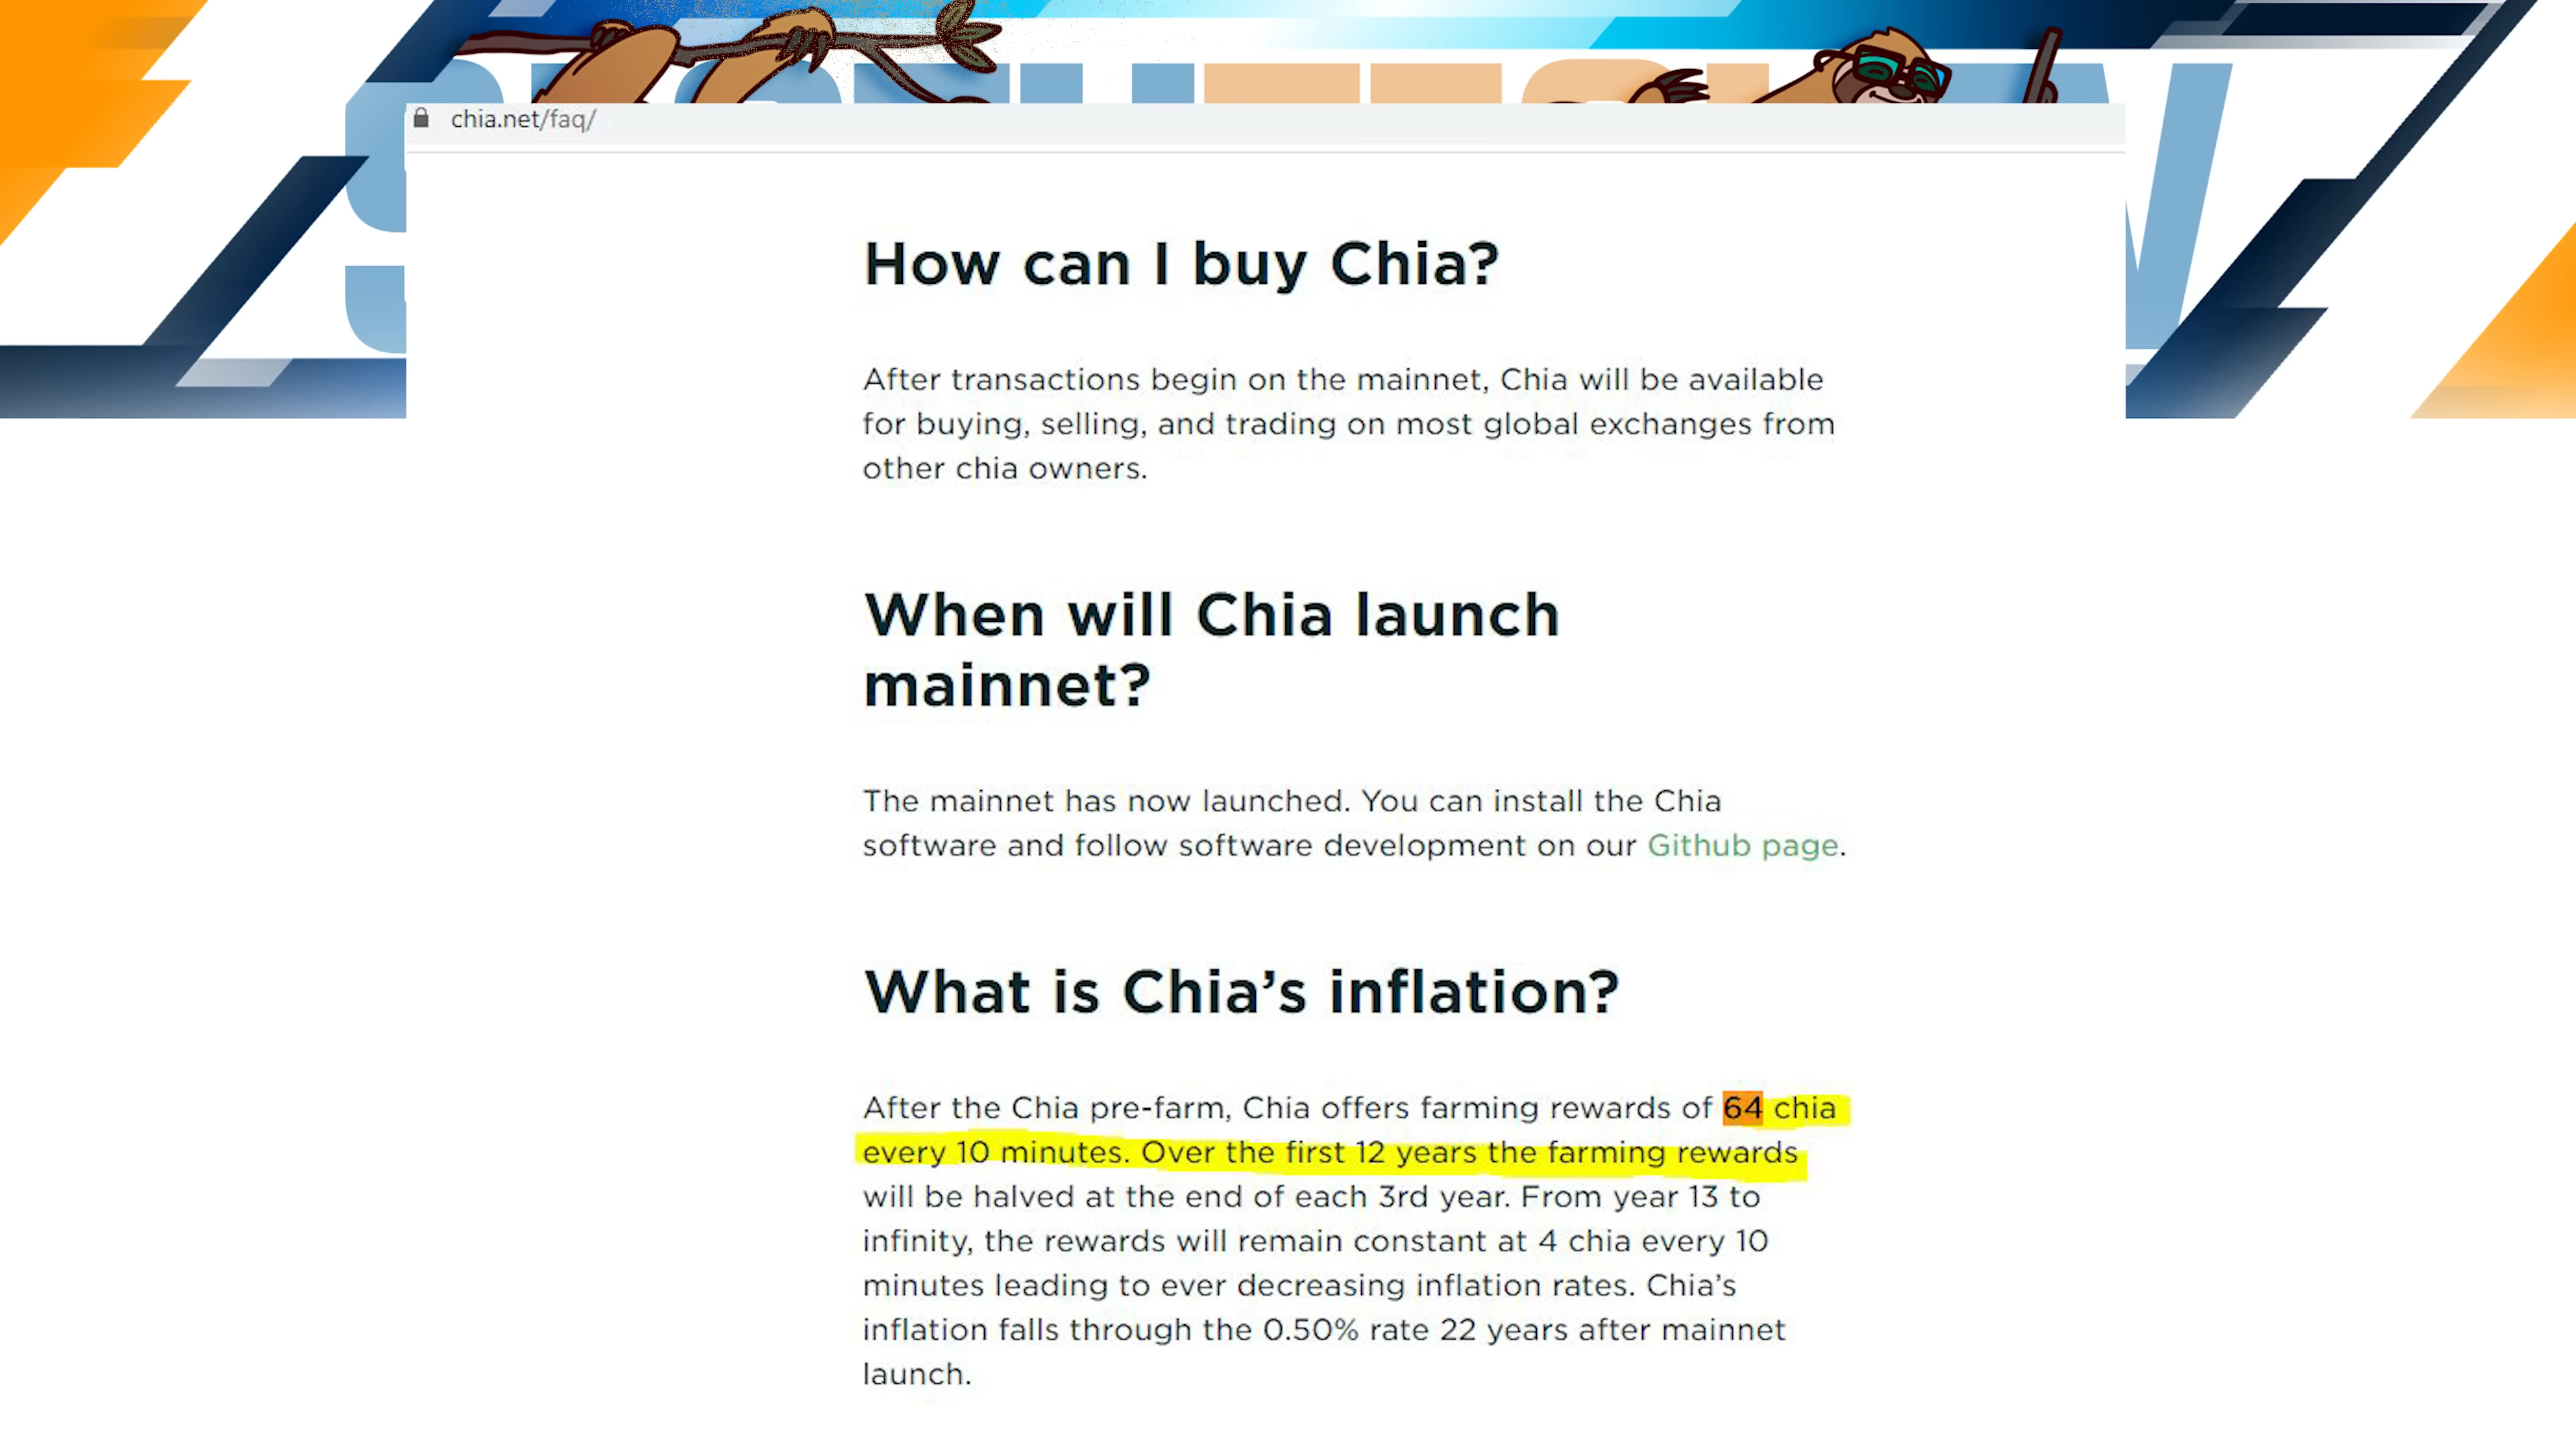 chia.net/faq/
How can I buy Chia?
After transactions begin on the mainnet, Chia will be available
for buying, selling, and trading on most global exchanges from
other chia owners.
When will Chia launch
mainnet?
The mainnet has now launched. You can install the Chia
software and follow software development on our Github page.
What is Chia's inflation?
After the Chia pre-farm, Chia offers farming rewards of 64 chia
every 10 minutes. Over the first 12 years the farming rewards
will be halved at the end of each 3rd year. From year 13 to
infinity, the rewards will remain constant at 4 chia every 10
minutes leading to ever decreasing inflation rates. Chia's
inflation falls through the 0.50% rate 22 years after mainnet
launch.